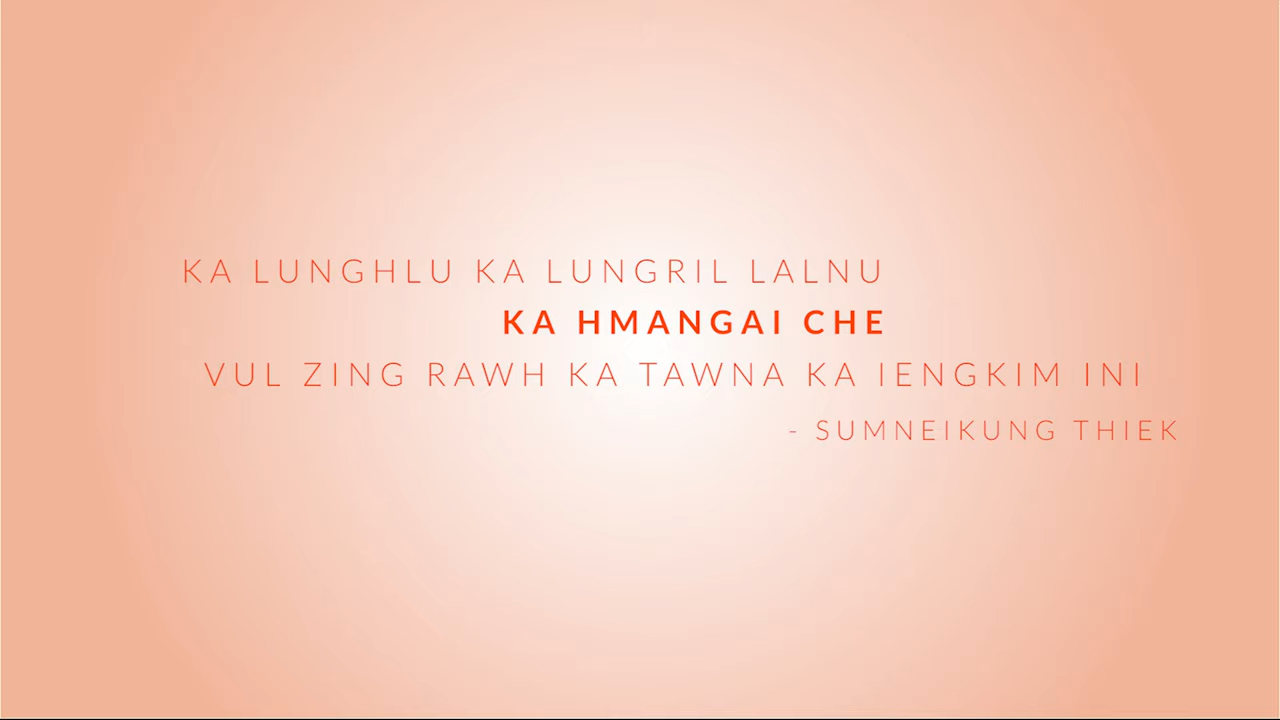 KA LUNGHLU KA LUNGRIL LALNU
KA HMANGAI CHE
VUL ZING RAWH KA TAWNA KA IENGKIM INI
- SUMNEIKUNG THIEK